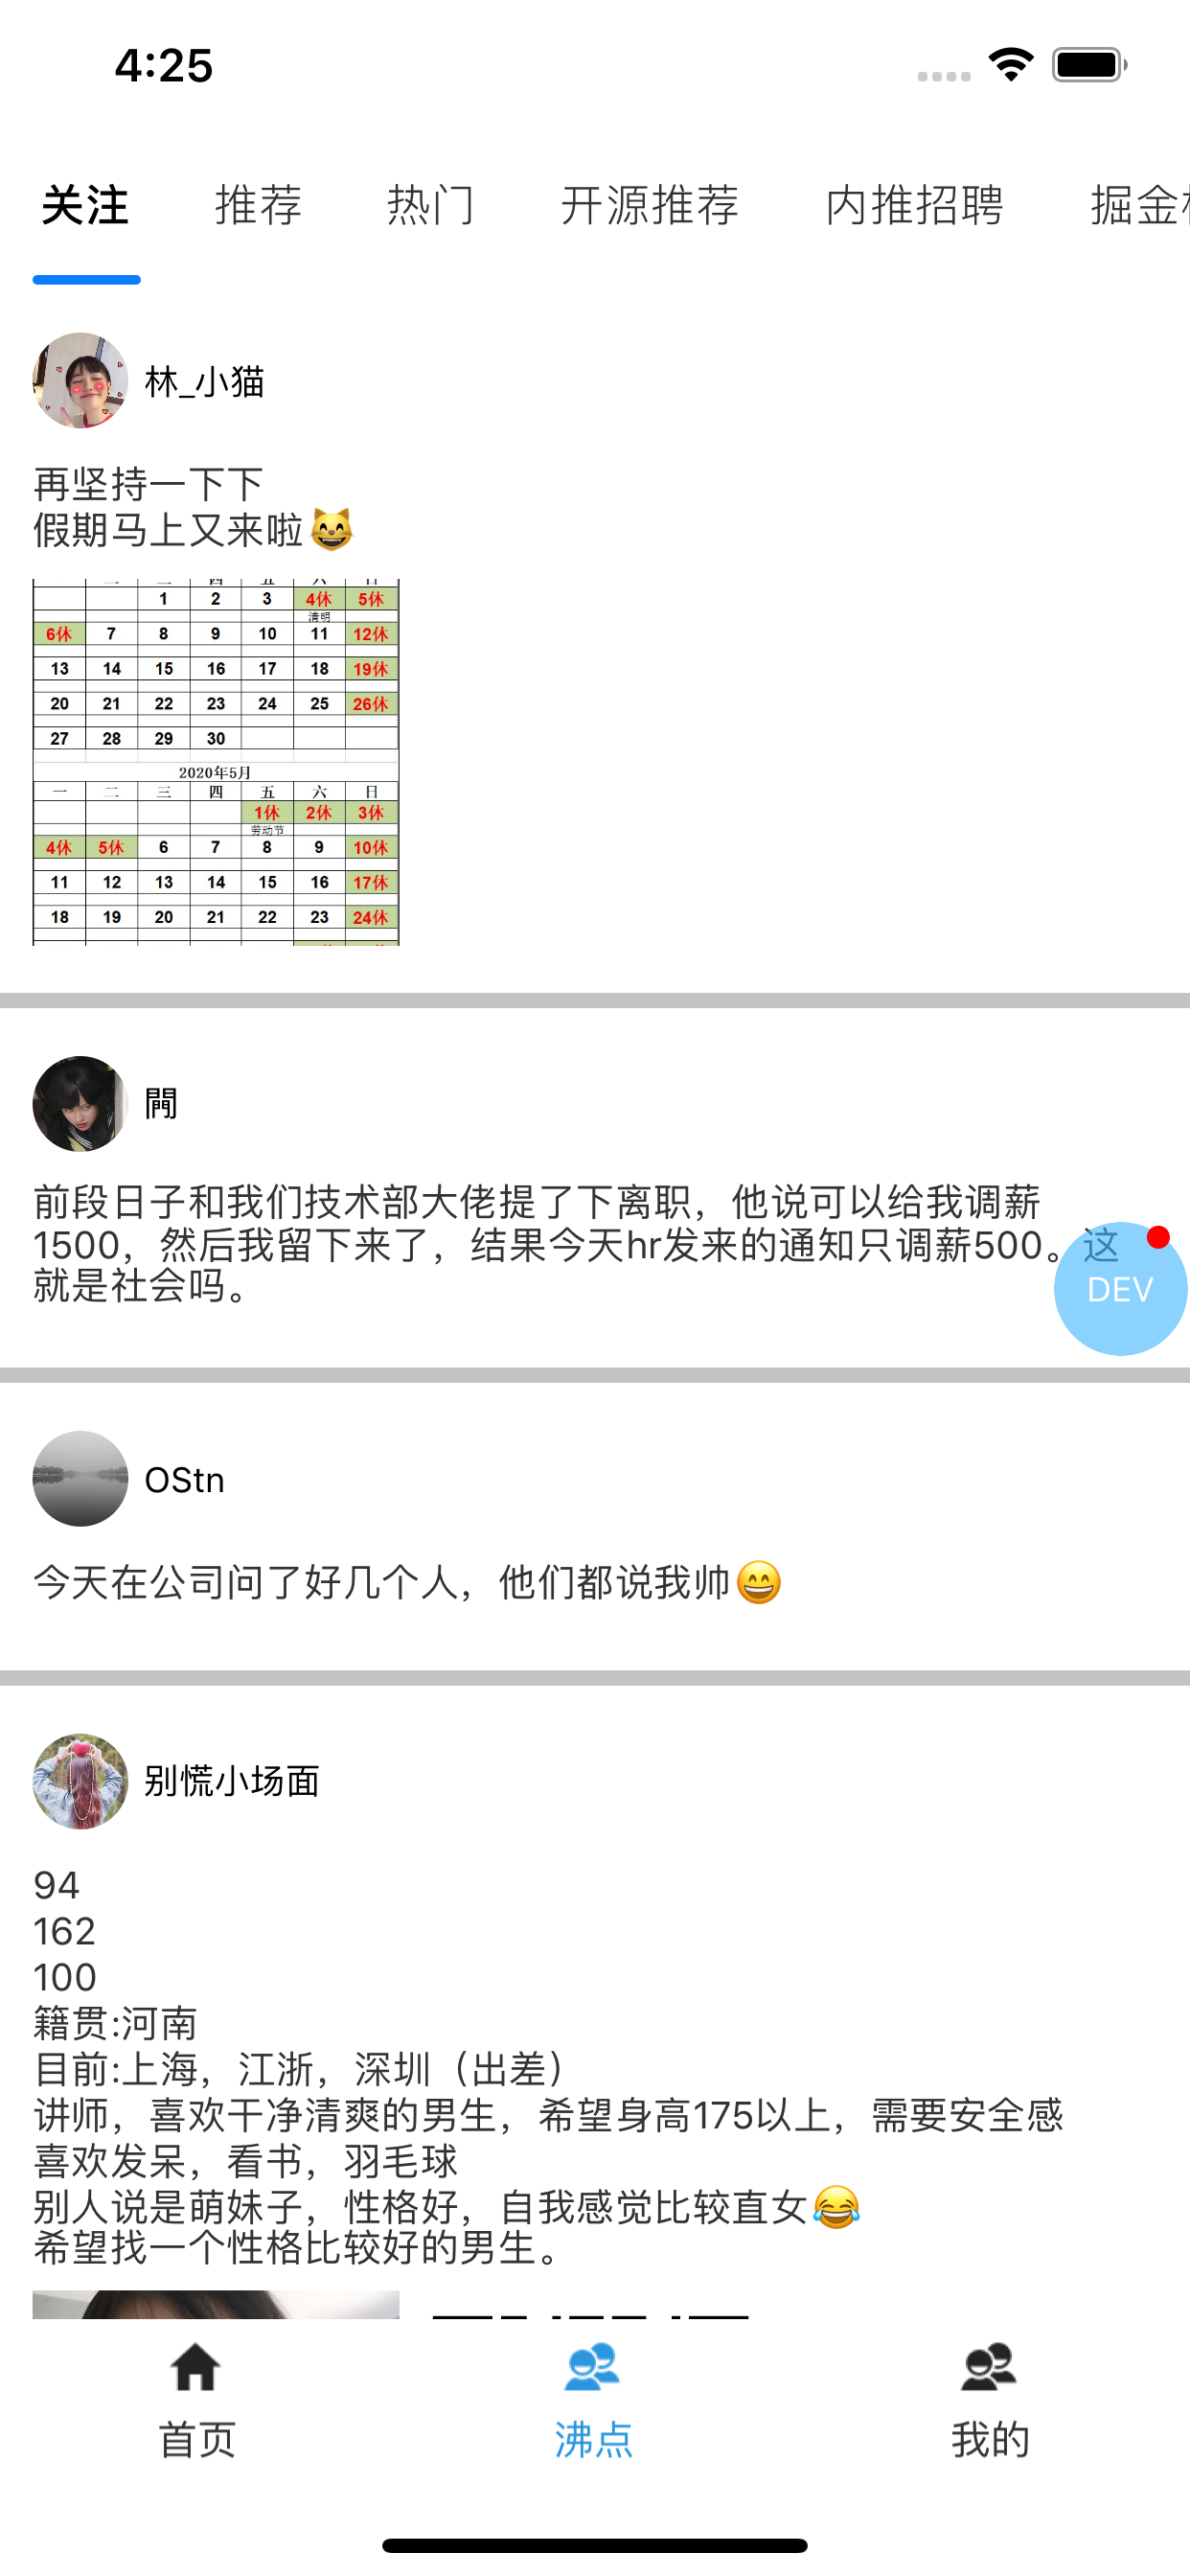 4:25
关注 推荐 热门 开源推荐 内推招聘 掘金
林_小猫
再坚持一下下
假期马上又来啦😸
1 2 3 4休 5休
清明
6休 7 8 9 10 11 12休
13 14 15 16 17 18 19休
20 21 22 23 24 25 26休
27 28 29 30
2020年5月
一 二 三 四 五 六 日
1休 2休 3休
劳动节
4休 5休 6 7 8 9 10休
11 12 13 14 15 16 17休
18 19 20 21 22 23 24休
閒
前段日子和我们技术部大佬提了下离职，他说可以给我调薪
1500，然后我留下来了，结果今天hr发来的通知只调薪500。这
就是社会吗。
DEV
OStn
今天在公司问了好几个人，他们都说我帅😄
别慌小场面
94
162
100
籍贯:河南
目前:上海，江浙，深圳（出差）
讲师，喜欢干净清爽的男生，希望身高175以上，需要安全感
喜欢发呆，看书，羽毛球
别人说是萌妹子，性格好，自我感觉比较直女😂
希望找一个性格比较好的男生。
首页 沸点 我的